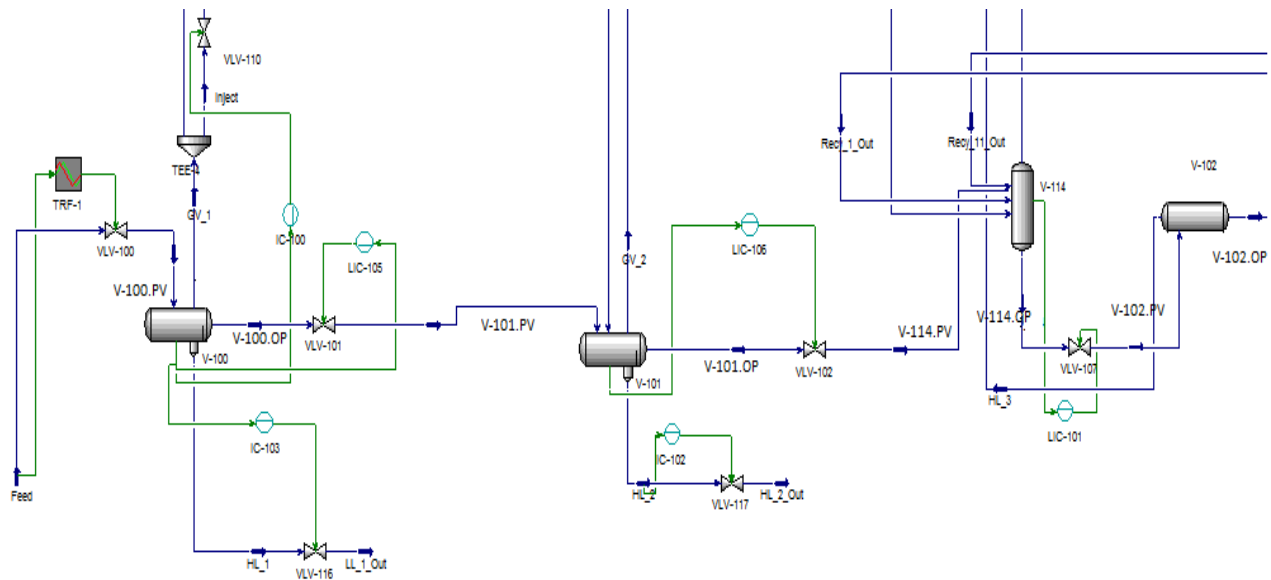 VLV-110
Inject
TEE-4
TRF-1
GV_1
IC-100
VLV-100
LIC-105
V-100.PV
V-100.OP
VLV-101
V-100
IC-103
Feed
HL_1
VLV-116
LL_1_Out
V-101.PV
GV_2
LIC-106
V-101.OP
VLV-102
V-101
IC-102
HL_2
VLV-117
HL_2_Out
Recy_1_Out
Recy_11_Out
V-114
V-102
V-114.PV
V-114.OP
V-102.PV
V-102.OP
VLV-107
HL_3
LIC-101